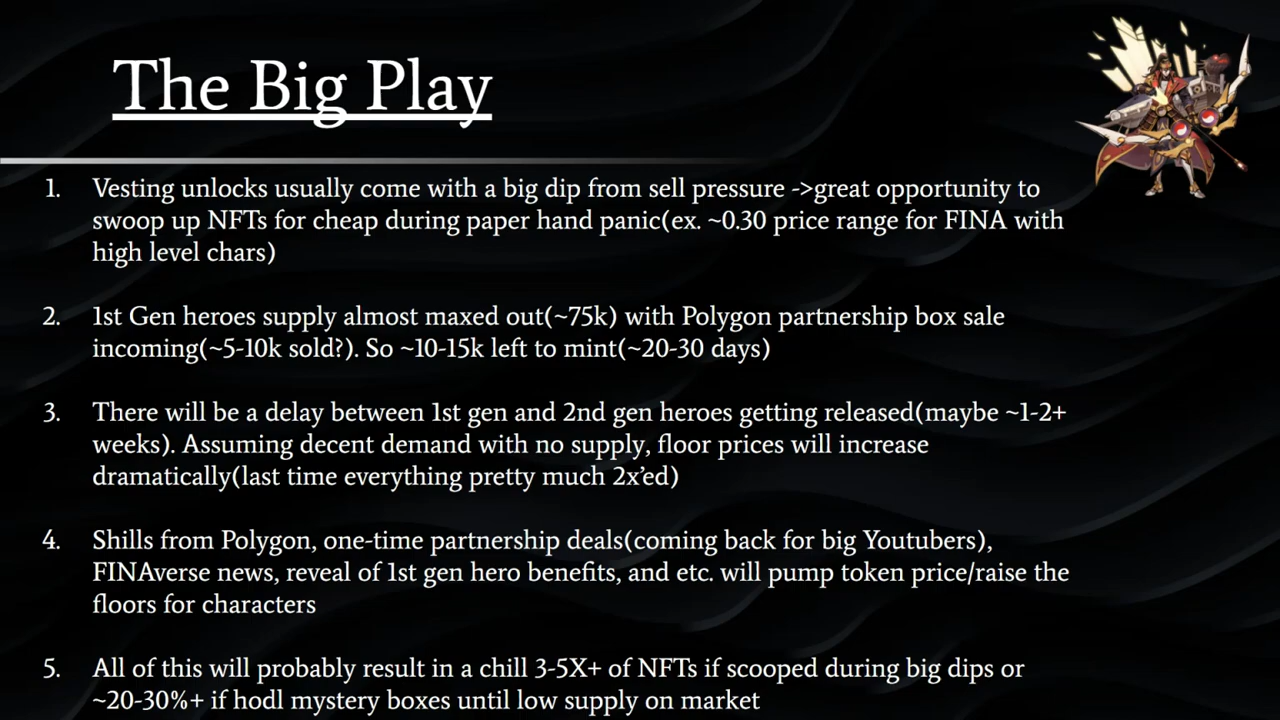 The Big Play
1. Vesting unlocks usually come with a big dip from sell pressure ->great opportunity to
swoop up NFTs for cheap during paper hand panic(ex. ~0.30 price range for FINA with
high level chars)
2. 1st Gen heroes supply almost maxed out(~75k) with Polygon partnership box sale
incoming(~5-10k sold?). So ~10-15k left to mint(~20-30 days)
3. There will be a delay between 1st gen and 2nd gen heroes getting released(maybe ~1-2+
weeks). Assuming decent demand with no supply, floor prices will increase
dramatically(last time everything pretty much 2x’ed)
4. Shills from Polygon, one-time partnership deals(coming back for big Youtubers),
FINAverse news, reveal of 1st gen hero benefits, and etc. will pump token price/raise the
floors for characters
5. All of this will probably result in a chill 3-5X+ of NFTs if scooped during big dips or
~20-30%+ if hodl mystery boxes until low supply on market